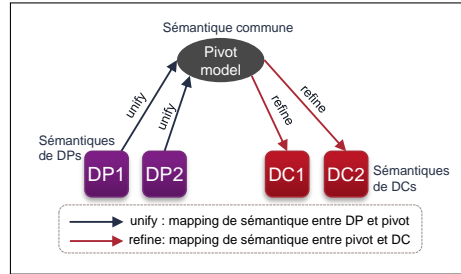 Sémantique commune
Pivot
model
unify
unify
refine
refine
Sémantiques
de DPs
DP1
DP2
DC1
DC2
Sémantiques
de DCs
unify : mapping de sémantique entre DP et pivot
refine: mapping de sémantique entre pivot et DC